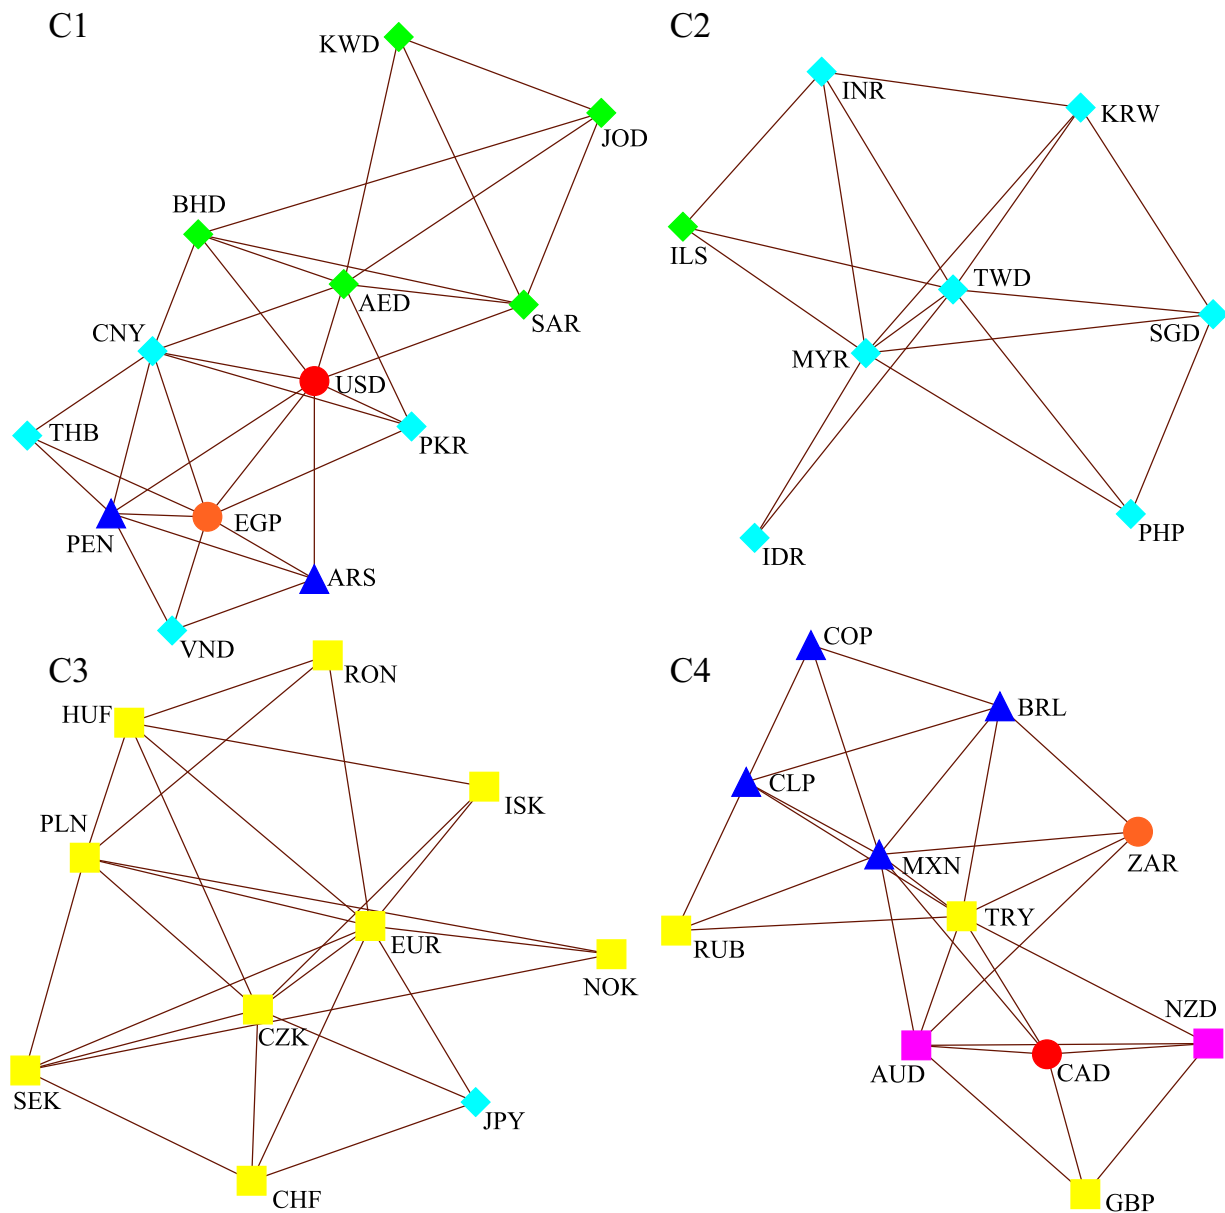 C1
C2
KWD
INR
KRW
JOD
BHD
ILS
TWD
AED
SAR
CNY
SGD
MYR
USD
THB
PKR
EGP
PEN
PHP
IDR
ARS
VND
C3
RON
C4
COP
HUF
BRL
ISK
CLP
PLN
MXN
ZAR
TRY
EUR
RUB
NOK
NZD
CZK
AUD
CAD
SEK
JPY
CHF
GBP